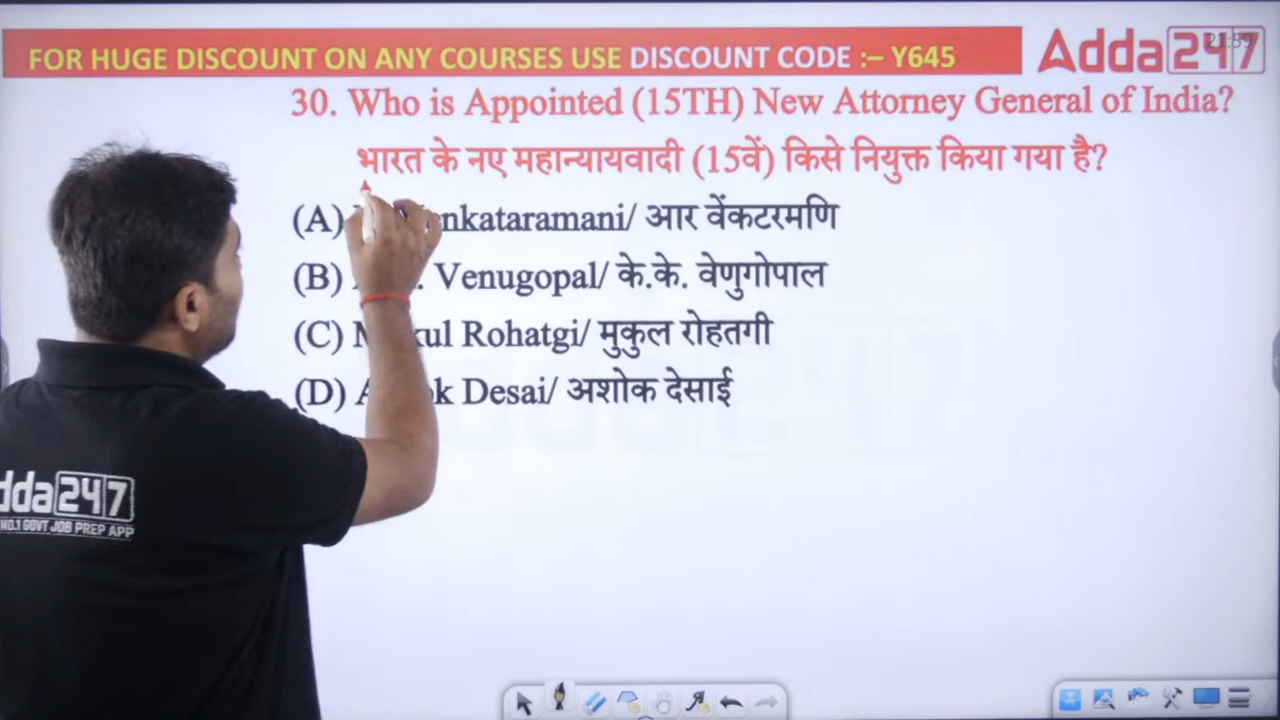 FOR HUGE DISCOUNT ON ANY COURSES USE DISCOUNT CODE :– Y645
Adda247
30. Who is Appointed (15TH) New Attorney General of India?
भारत के नए महान्यायवादी (15वें) किसे नियुक्त किया गया है?
(A) आर वेंकटरमणि
(B) Venugopal/ के.के. वेणुगोपाल
(C) Rohatgi/ मुकुल रोहतगी
(D) Desai/ अशोक देसाई
dda247
NO.1 GOVT JOB PREP APP